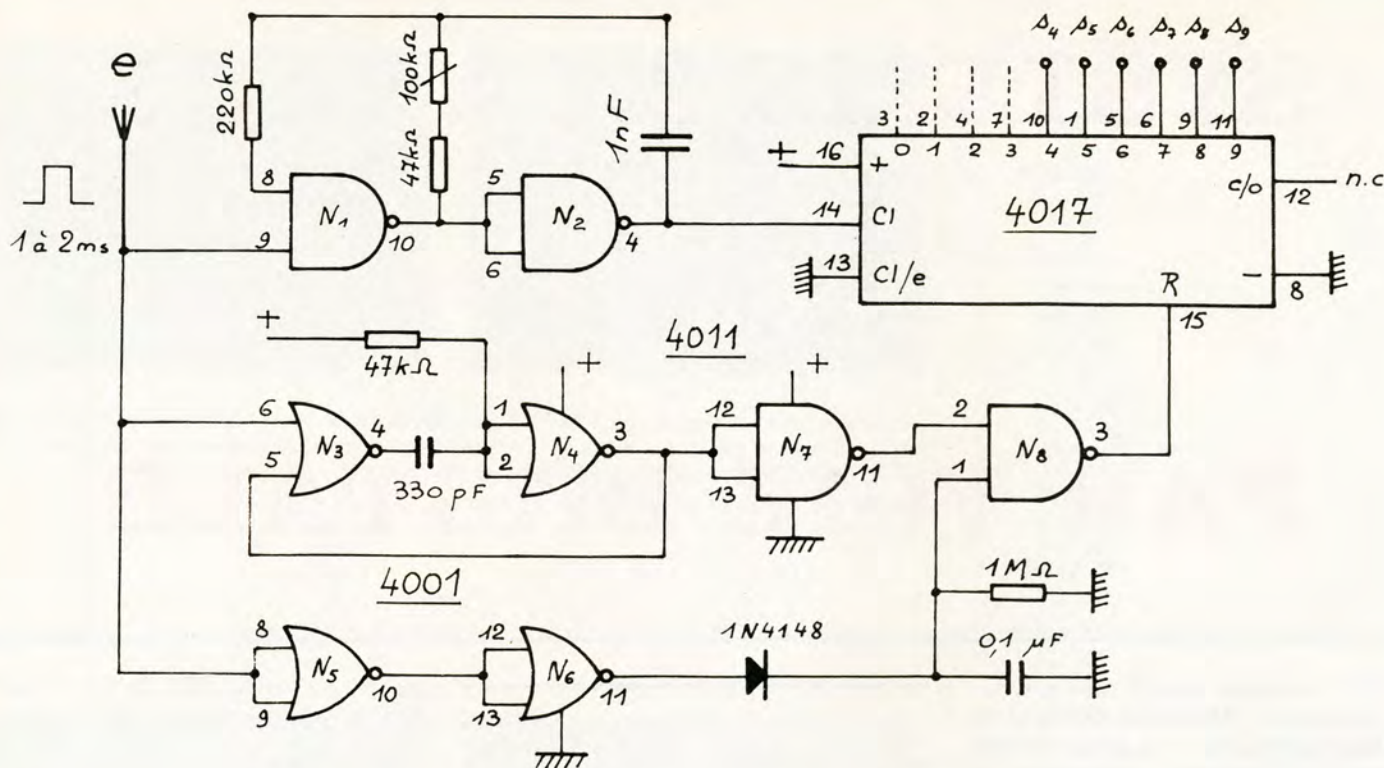 e
220kΩ
100kΩ
47kΩ
1nF
s4 s5 s6 s7 s8 s9
3 2 4 7 10 1 5 6 9 11
0 1 2 3 4 5 6 7 8 9
+ 16 +
c/o 12 n.c
4017
14 Cl
13 Cl/e
R
15
- 8
1 à 2ms
8
9
N1
10
5
6
N2
4
+
47kΩ
4011
+
+
6
5
N3
4
330 pF
1
2
N4
3
12
13
N7
11
2
1
N8
3
4001
1MΩ
8
9
N5
10
12
13
N6
11
1N4148
0,1 µF